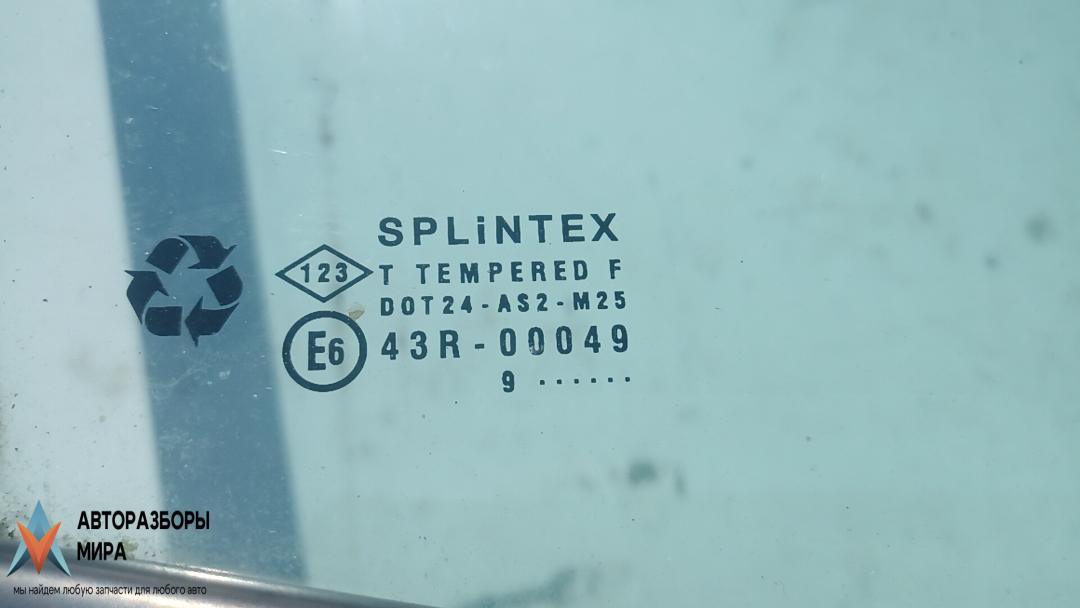 SPLiNTEX
123 T TEMPERED F
DOT24-AS2-M25
E6 43R-00049
9 ......
АВТОРАЗБОРЫ
МИРА
мы найдем любую запчасти для любого авто